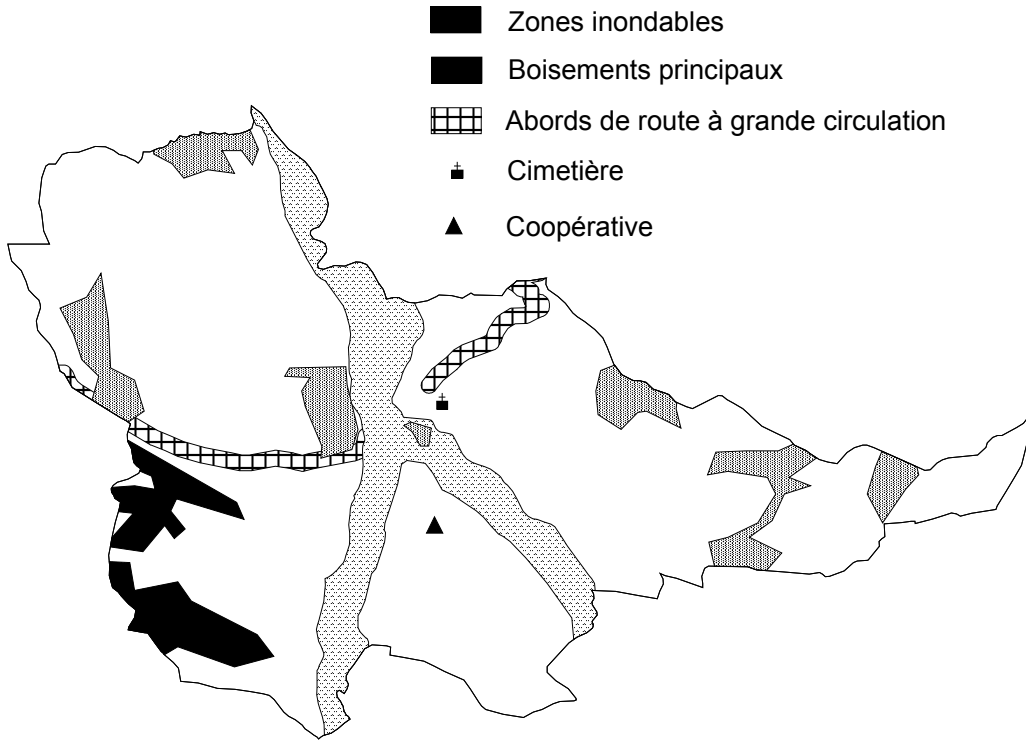 Zones inondables
Boisements principaux
Abords de route à grande circulation
Cimetière
Coopérative